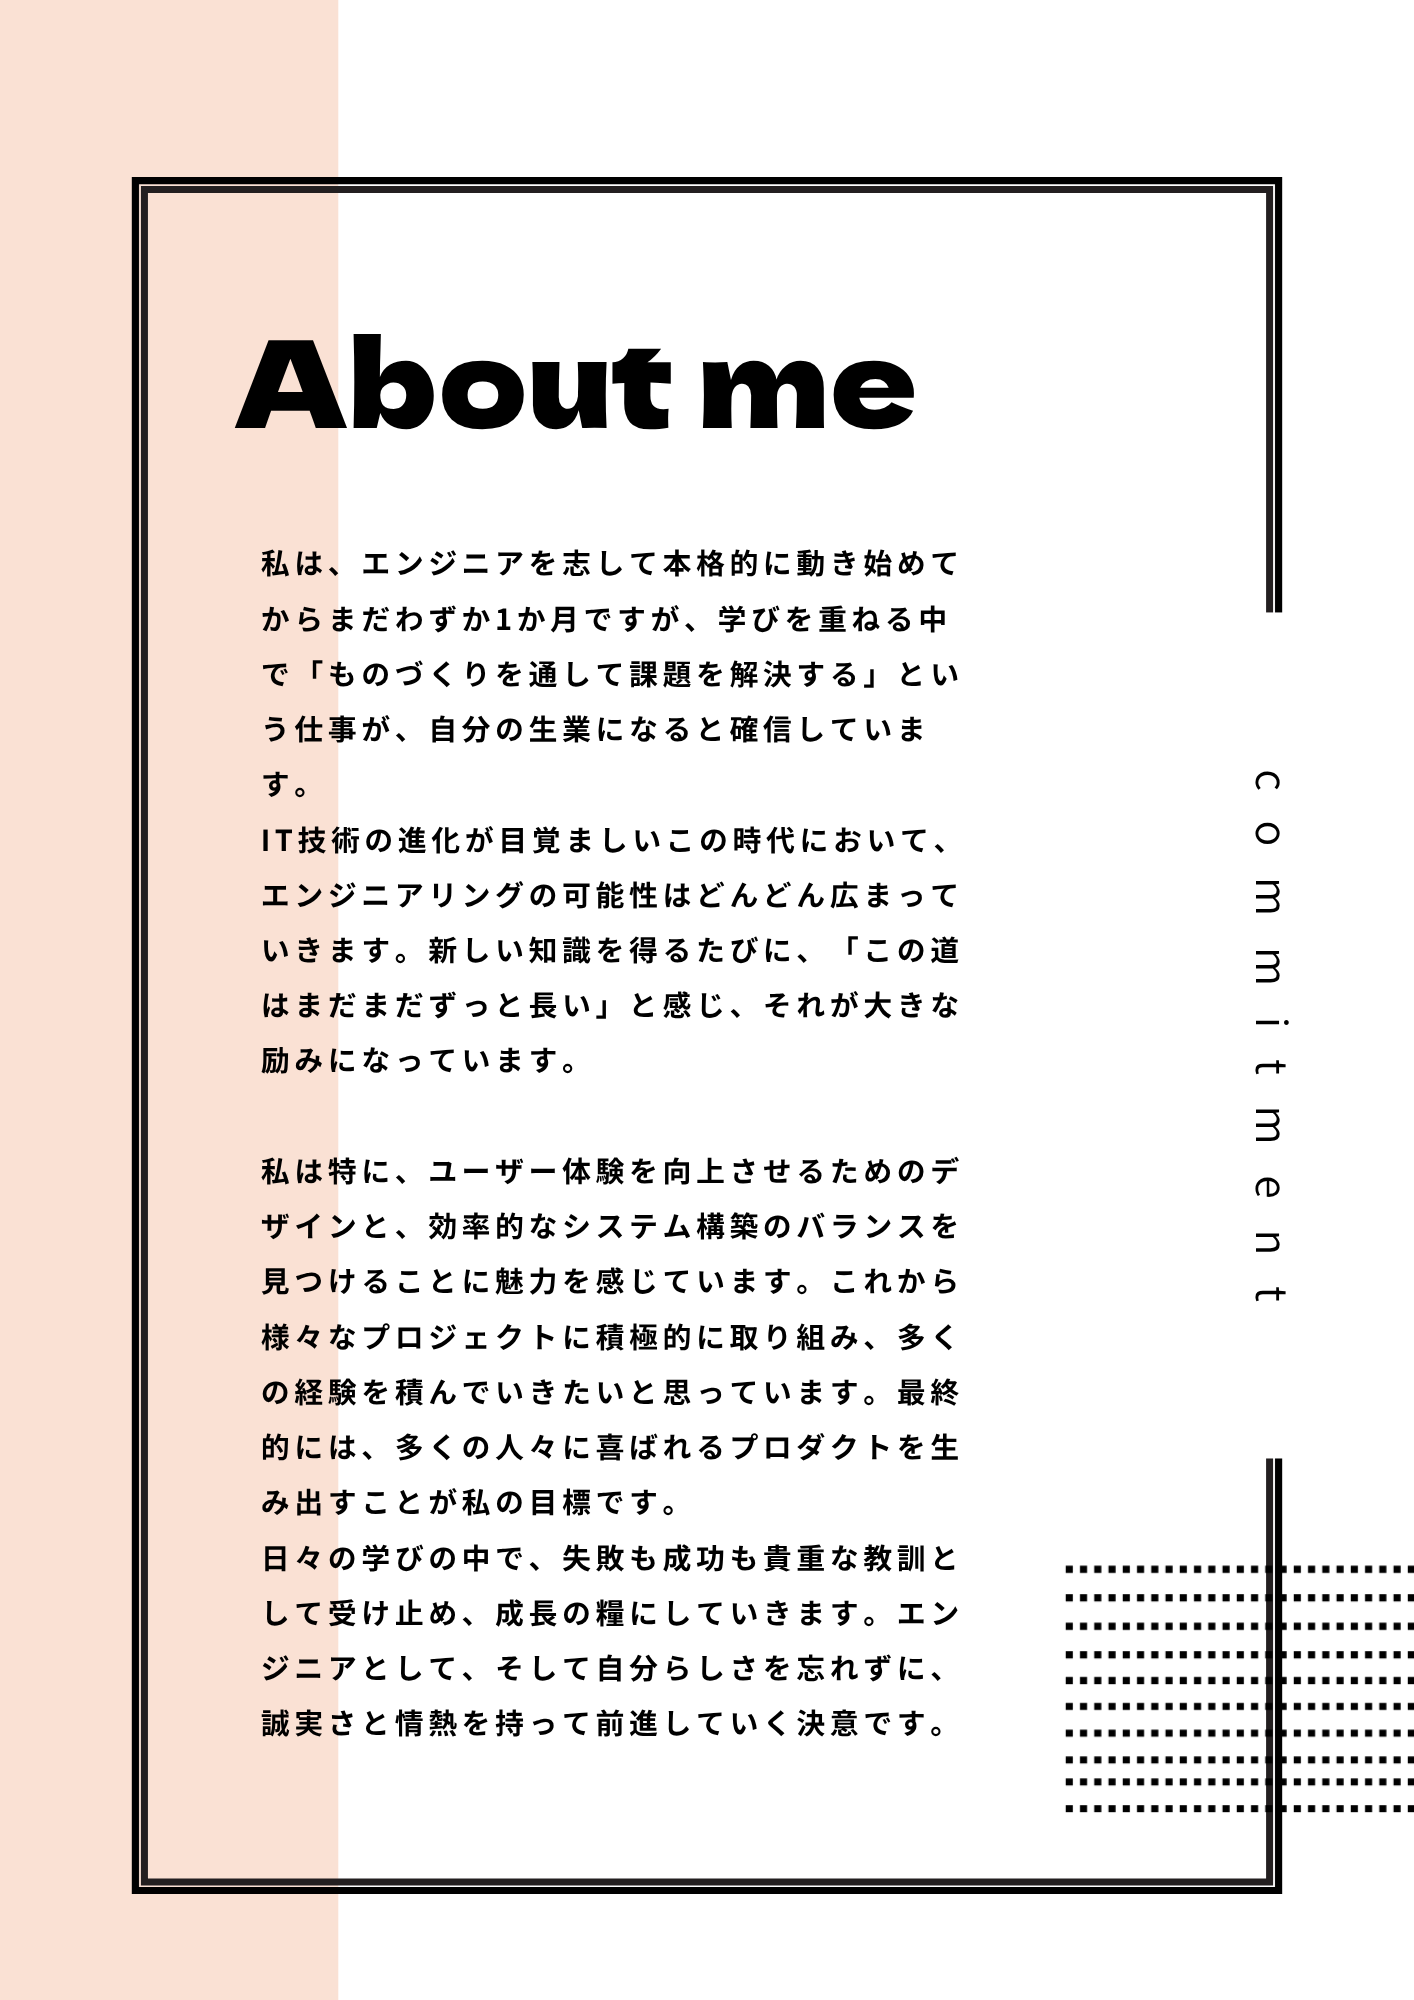 About me
私は、エンジニアを志して本格的に動き始めて
からまだわずか1か月ですが、学びを重ねる中
で「ものづくりを通して課題を解決する」とい
う仕事が、自分の生業になると確信していま
す。
IT技術の進化が目覚ましいこの時代において、
エンジニアリングの可能性はどんどん広まって
いきます。新しい知識を得るたびに、「この道
はまだまだずっと長い」と感じ、それが大きな
励みになっています。
私は特に、ユーザー体験を向上させるためのデ
ザインと、効率的なシステム構築のバランスを
見つけることに魅力を感じています。これから
様々なプロジェクトに積極的に取り組み、多く
の経験を積んでいきたいと思っています。最終
的には、多くの人々に喜ばれるプロダクトを生
み出すことが私の目標です。
日々の学びの中で、失敗も成功も貴重な教訓と
して受け止め、成長の糧にしていきます。エン
ジニアとして、そして自分らしさを忘れずに、
誠実さと情熱を持って前進していく決意です。
commitment